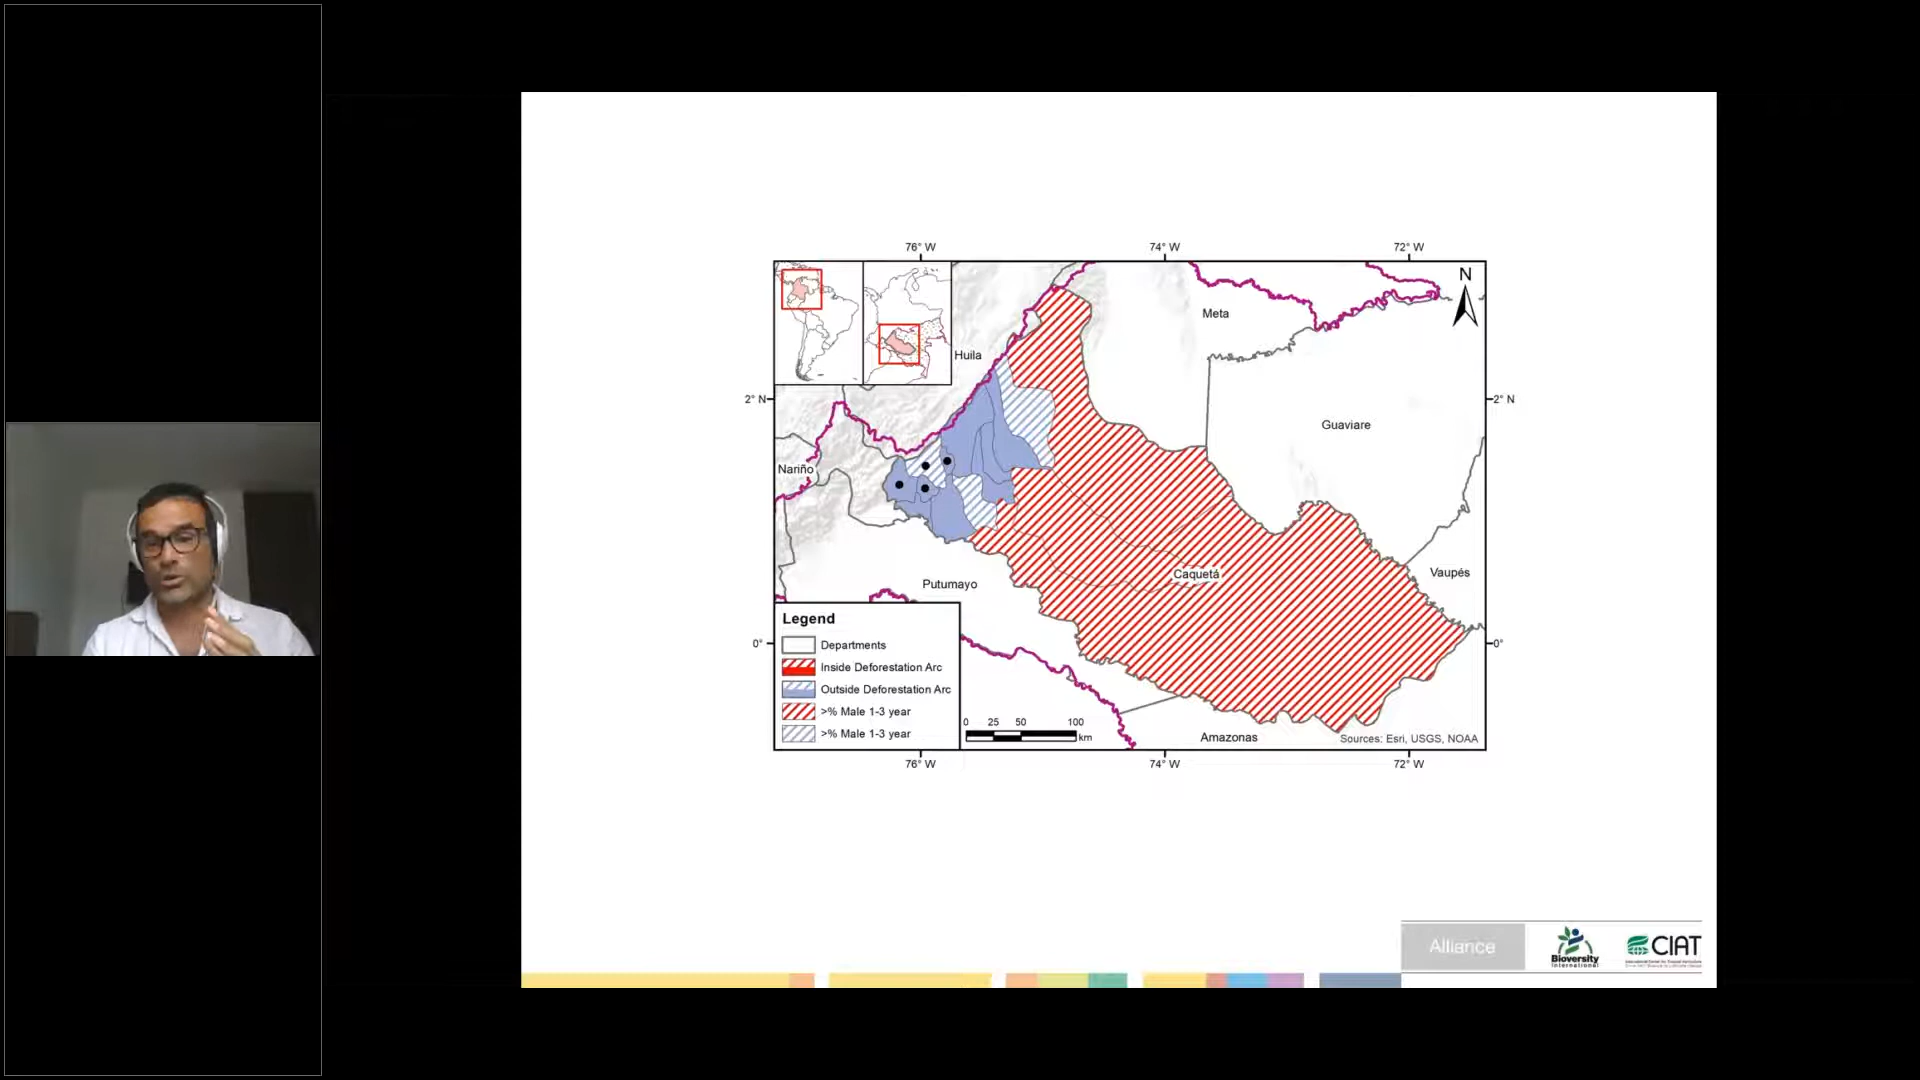 76° W 74° W 72° W
N
Meta
Huila
2° N 2° N
Guaviare
Nariño
Caquetá
Vaupés
Putumayo
Legend
Departments
Inside Deforestation Arc
Outside Deforestation Arc
>% Male 1-3 year
>% Male 1-3 year
0° 0°
0 25 50 100
km
Amazonas
Sources: Esri, USGS, NOAA
76° W 74° W 72° W
Alliance
Bioversity
International
CIAT